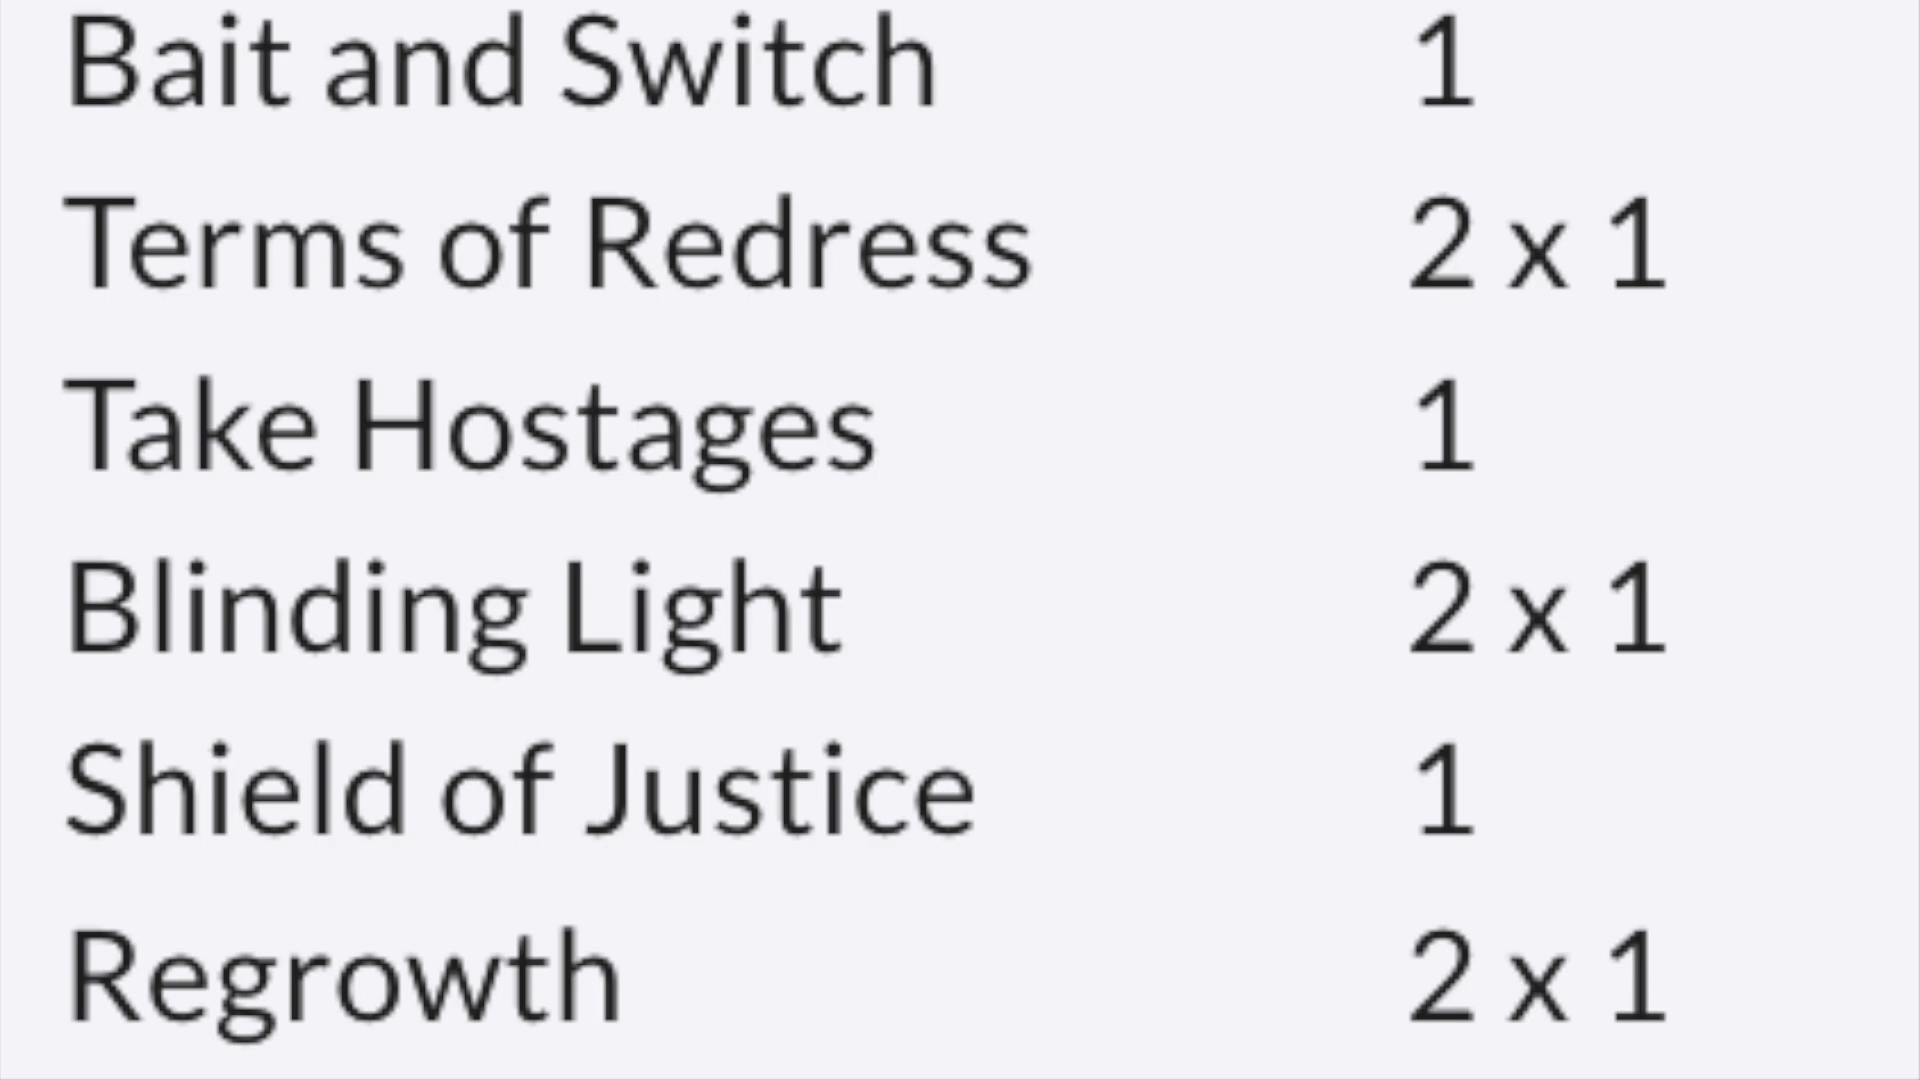 Bait and Switch 1
Terms of Redress 2 x 1
Take Hostages 1
Blinding Light 2 x 1
Shield of Justice 1
Regrowth 2 x 1